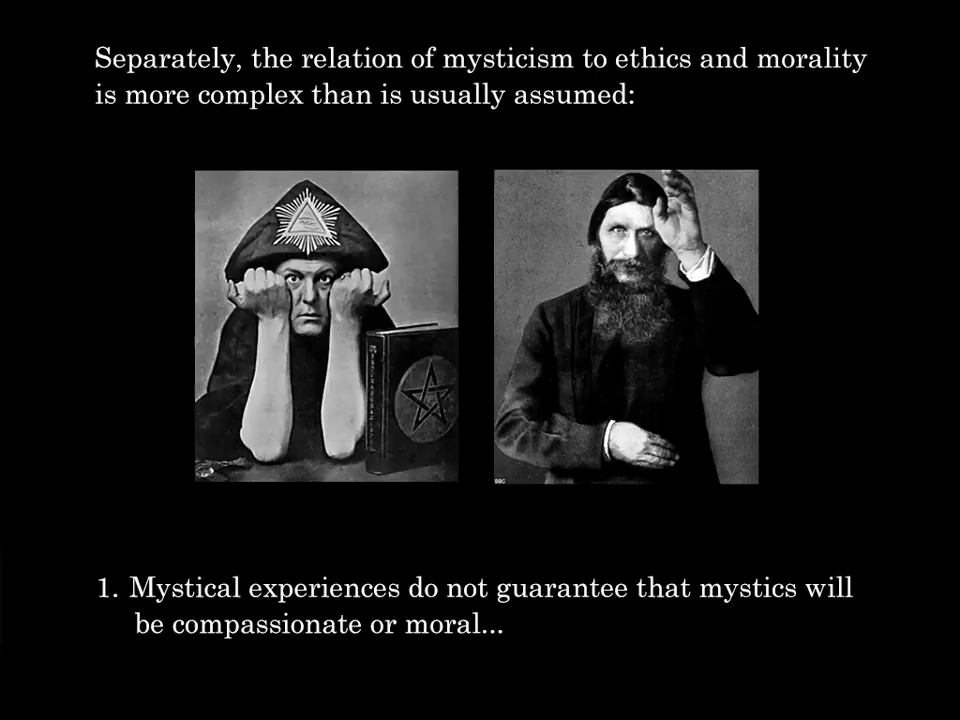 Separately, the relation of mysticism to ethics and morality
is more complex than is usually assumed:
BBC
1. Mystical experiences do not guarantee that mystics will
be compassionate or moral...